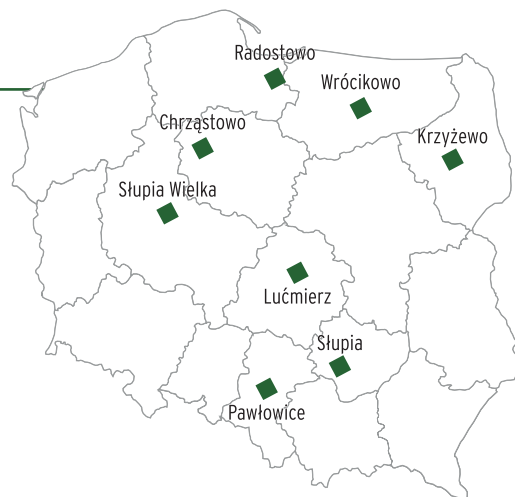 Radostowo
Wrócikowo
Chrząstowo
Krzyżewo
Słupia Wielka
Lućmierz
Słupia
Pawłowice